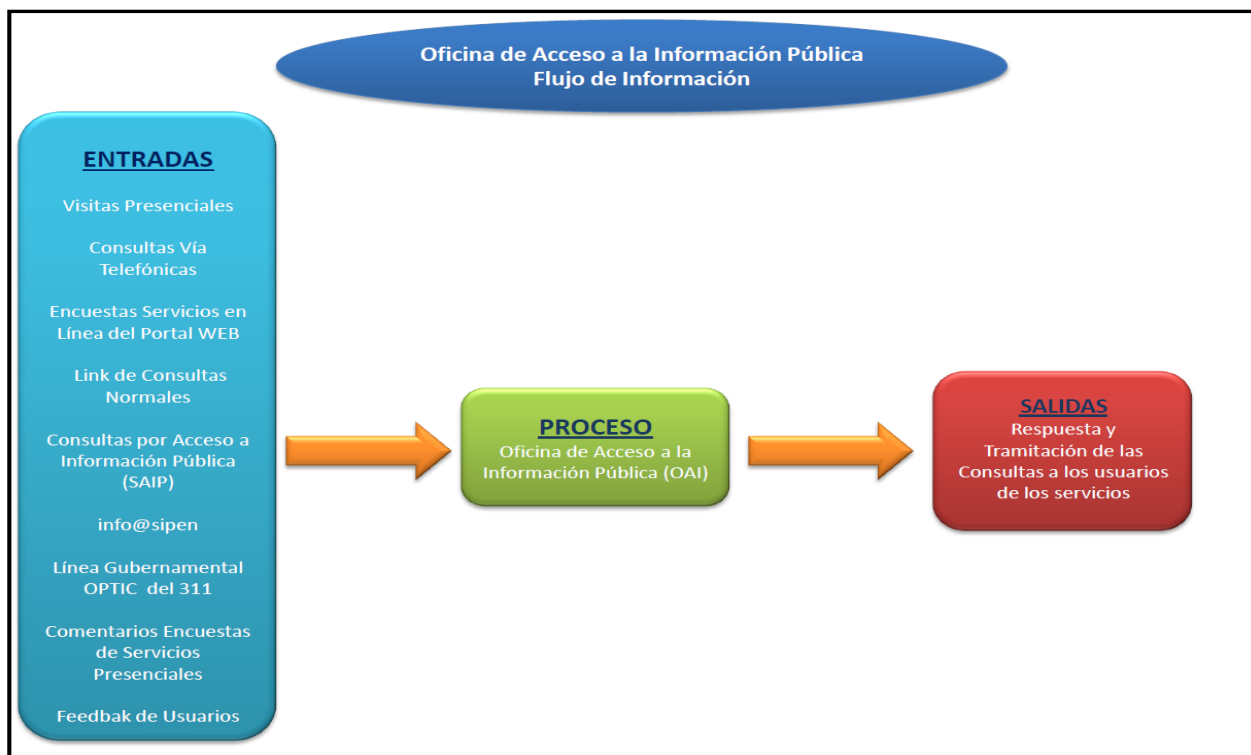 Oficina de Acceso a la Información Pública
Flujo de Información
ENTRADAS
Visitas Presenciales
Consultas Vía
Telefónicas
Encuestas Servicios en
Línea del Portal WEB
Link de Consultas
Normales
Consultas por Acceso a
Información Pública
(SAIP)
info@sipen
Línea Gubernamental
OPTIC del 311
Comentarios Encuestas
de Servicios
Presenciales
Feedbak de Usuarios
PROCESO
Oficina de Acceso a la
Información Pública (OAI)
SALIDAS
Respuesta y
Tramitación de las
Consultas a los usuarios
de los servicios